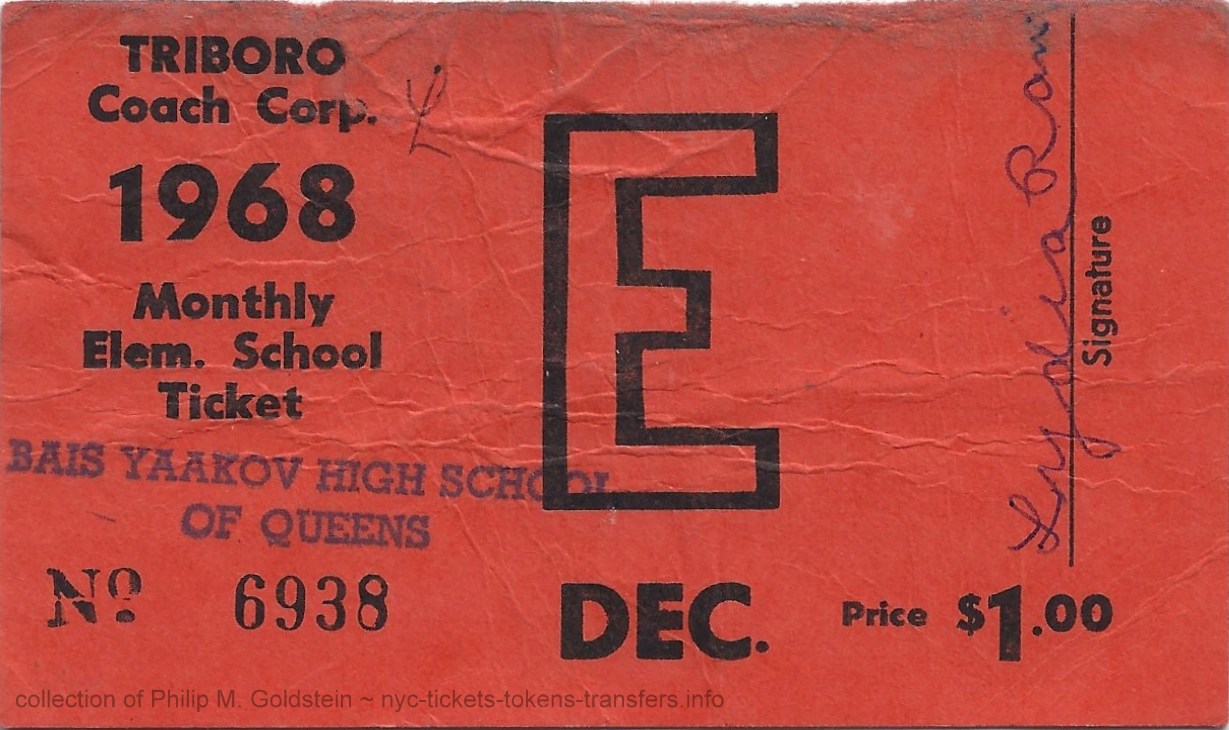 TRIBORO
Coach Corp.
1968
Monthly
Elem. School
Ticket
BAIS YAAKOV HIGH SCHOOL
OF QUEENS
Nº 6938
E
DEC.
Price $1.00
Signature
collection of Philip M. Goldstein ~ nyc-tickets-tokens-transfers.info